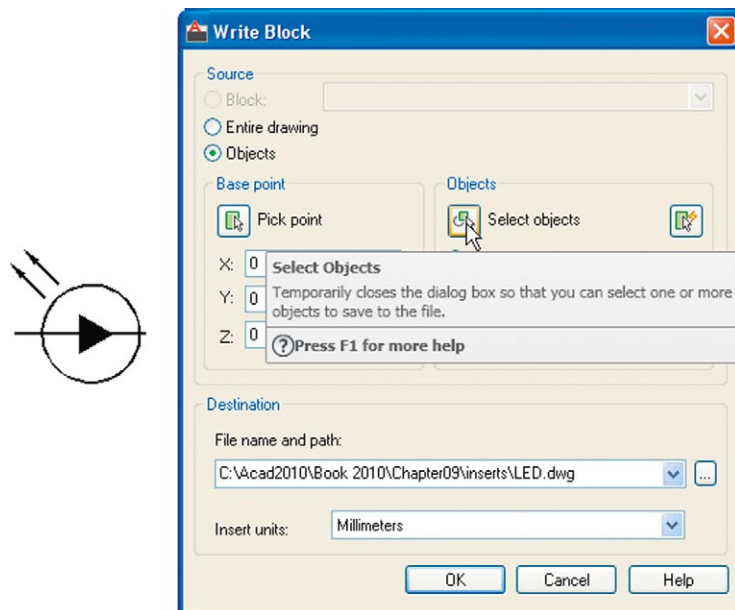 Write Block
Source
Block:
Entire drawing
Objects
Base point
Objects
Pick point
Select objects
X: 0
Select Objects
Temporarily closes the dialog box so that you can select one or more
Y: 0
objects to save to the file.
Z: 0
Press F1 for more help
Destination
File name and path:
C:\Acad2010\Book 2010\Chapter09\inserts\LED.dwg
...
Insert units:
Millimeters
OK
Cancel
Help